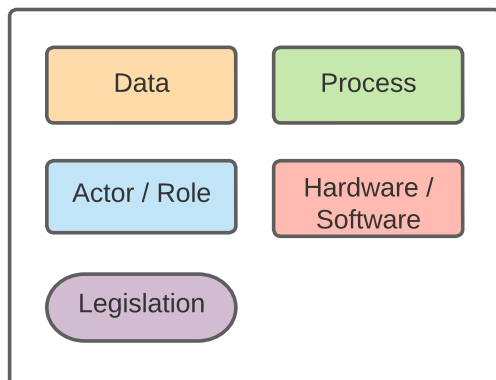 Data
Process
Actor / Role
Hardware /
Software
Legislation